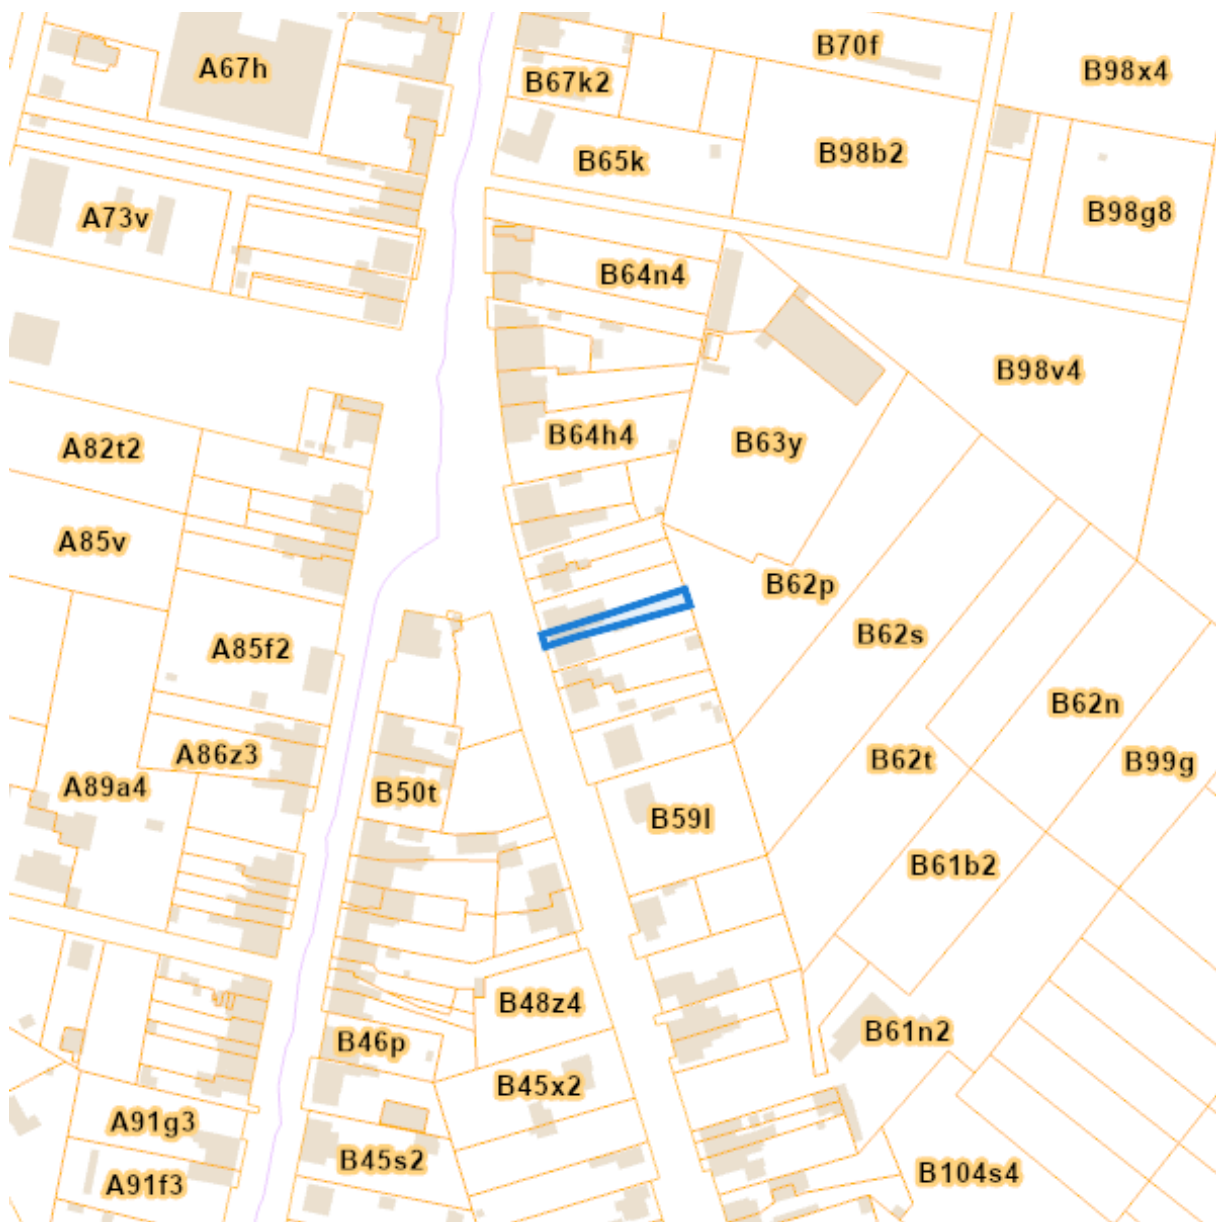 B70f
A67h
B98x4
B67k2
B98b2
B65k
B98g8
A73v
B64n4
B98v4
B64h4
B63y
A82t2
A85v
B62p
B62s
A85f2
B62n
A86z3
B62t
B99g
A89a4
B50t
B59l
B61b2
B48z4
B61n2
B46p
B45x2
A91g3
B45s2
B104s4
A91f3